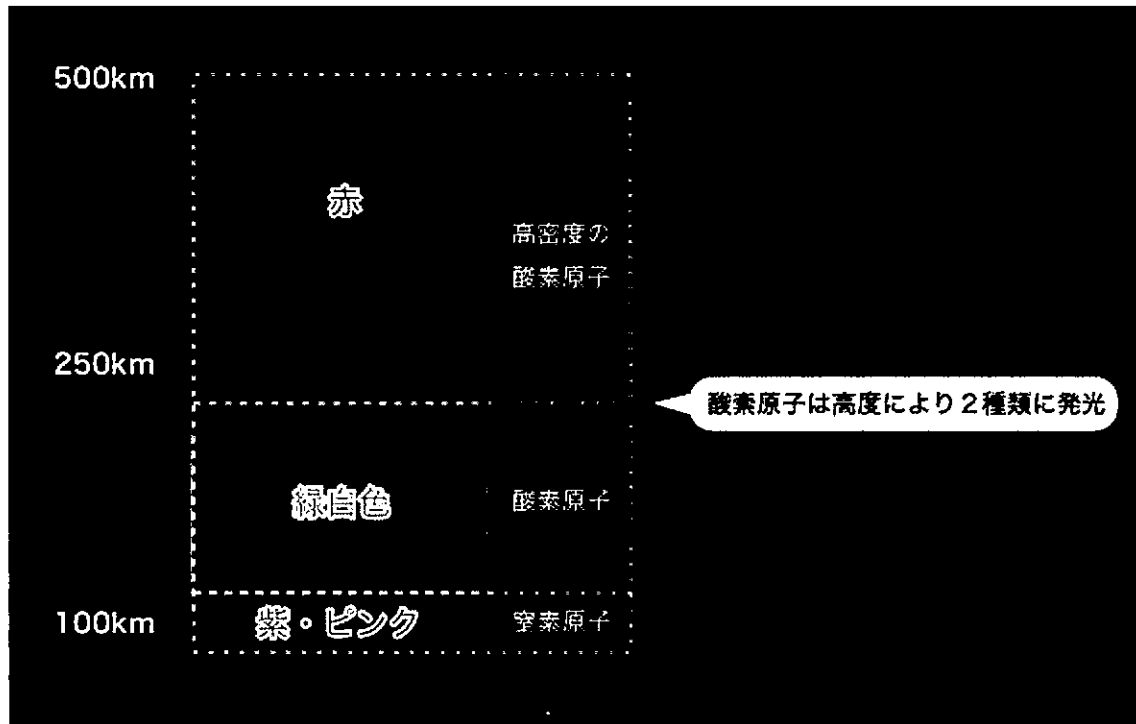 500km
赤
高密度の
酸素原子
250km
酸素原子は高度により２種類に発光
緑白色
酸素原子
100km
紫・ピンク
窒素原子